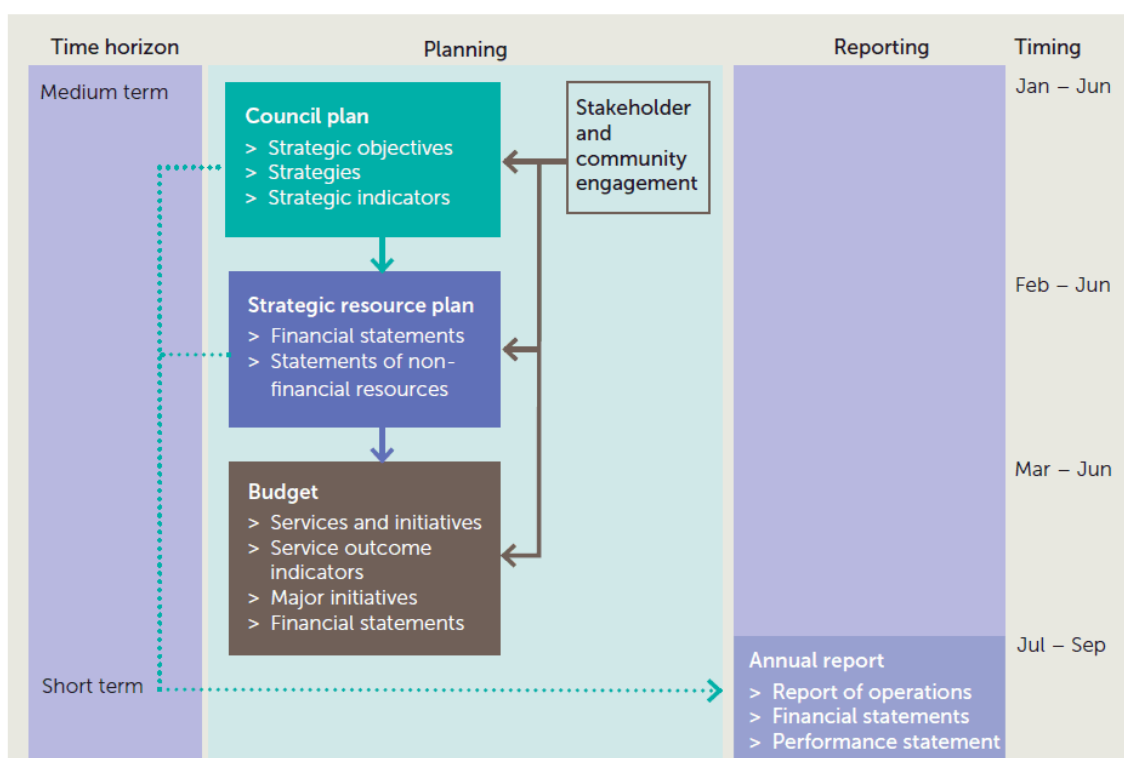 Time horizon
Planning
Reporting
Timing
Medium term
Council plan
> Strategic objectives
> Strategies
> Strategic indicators
Stakeholder
and
community
engagement
Jan – Jun
Strategic resource plan
> Financial statements
> Statements of non-
financial resources
Feb – Jun
Budget
> Services and initiatives
> Service outcome
indicators
> Major initiatives
> Financial statements
Mar – Jun
Short term
Annual report
> Report of operations
> Financial statements
> Performance statement
Jul – Sep